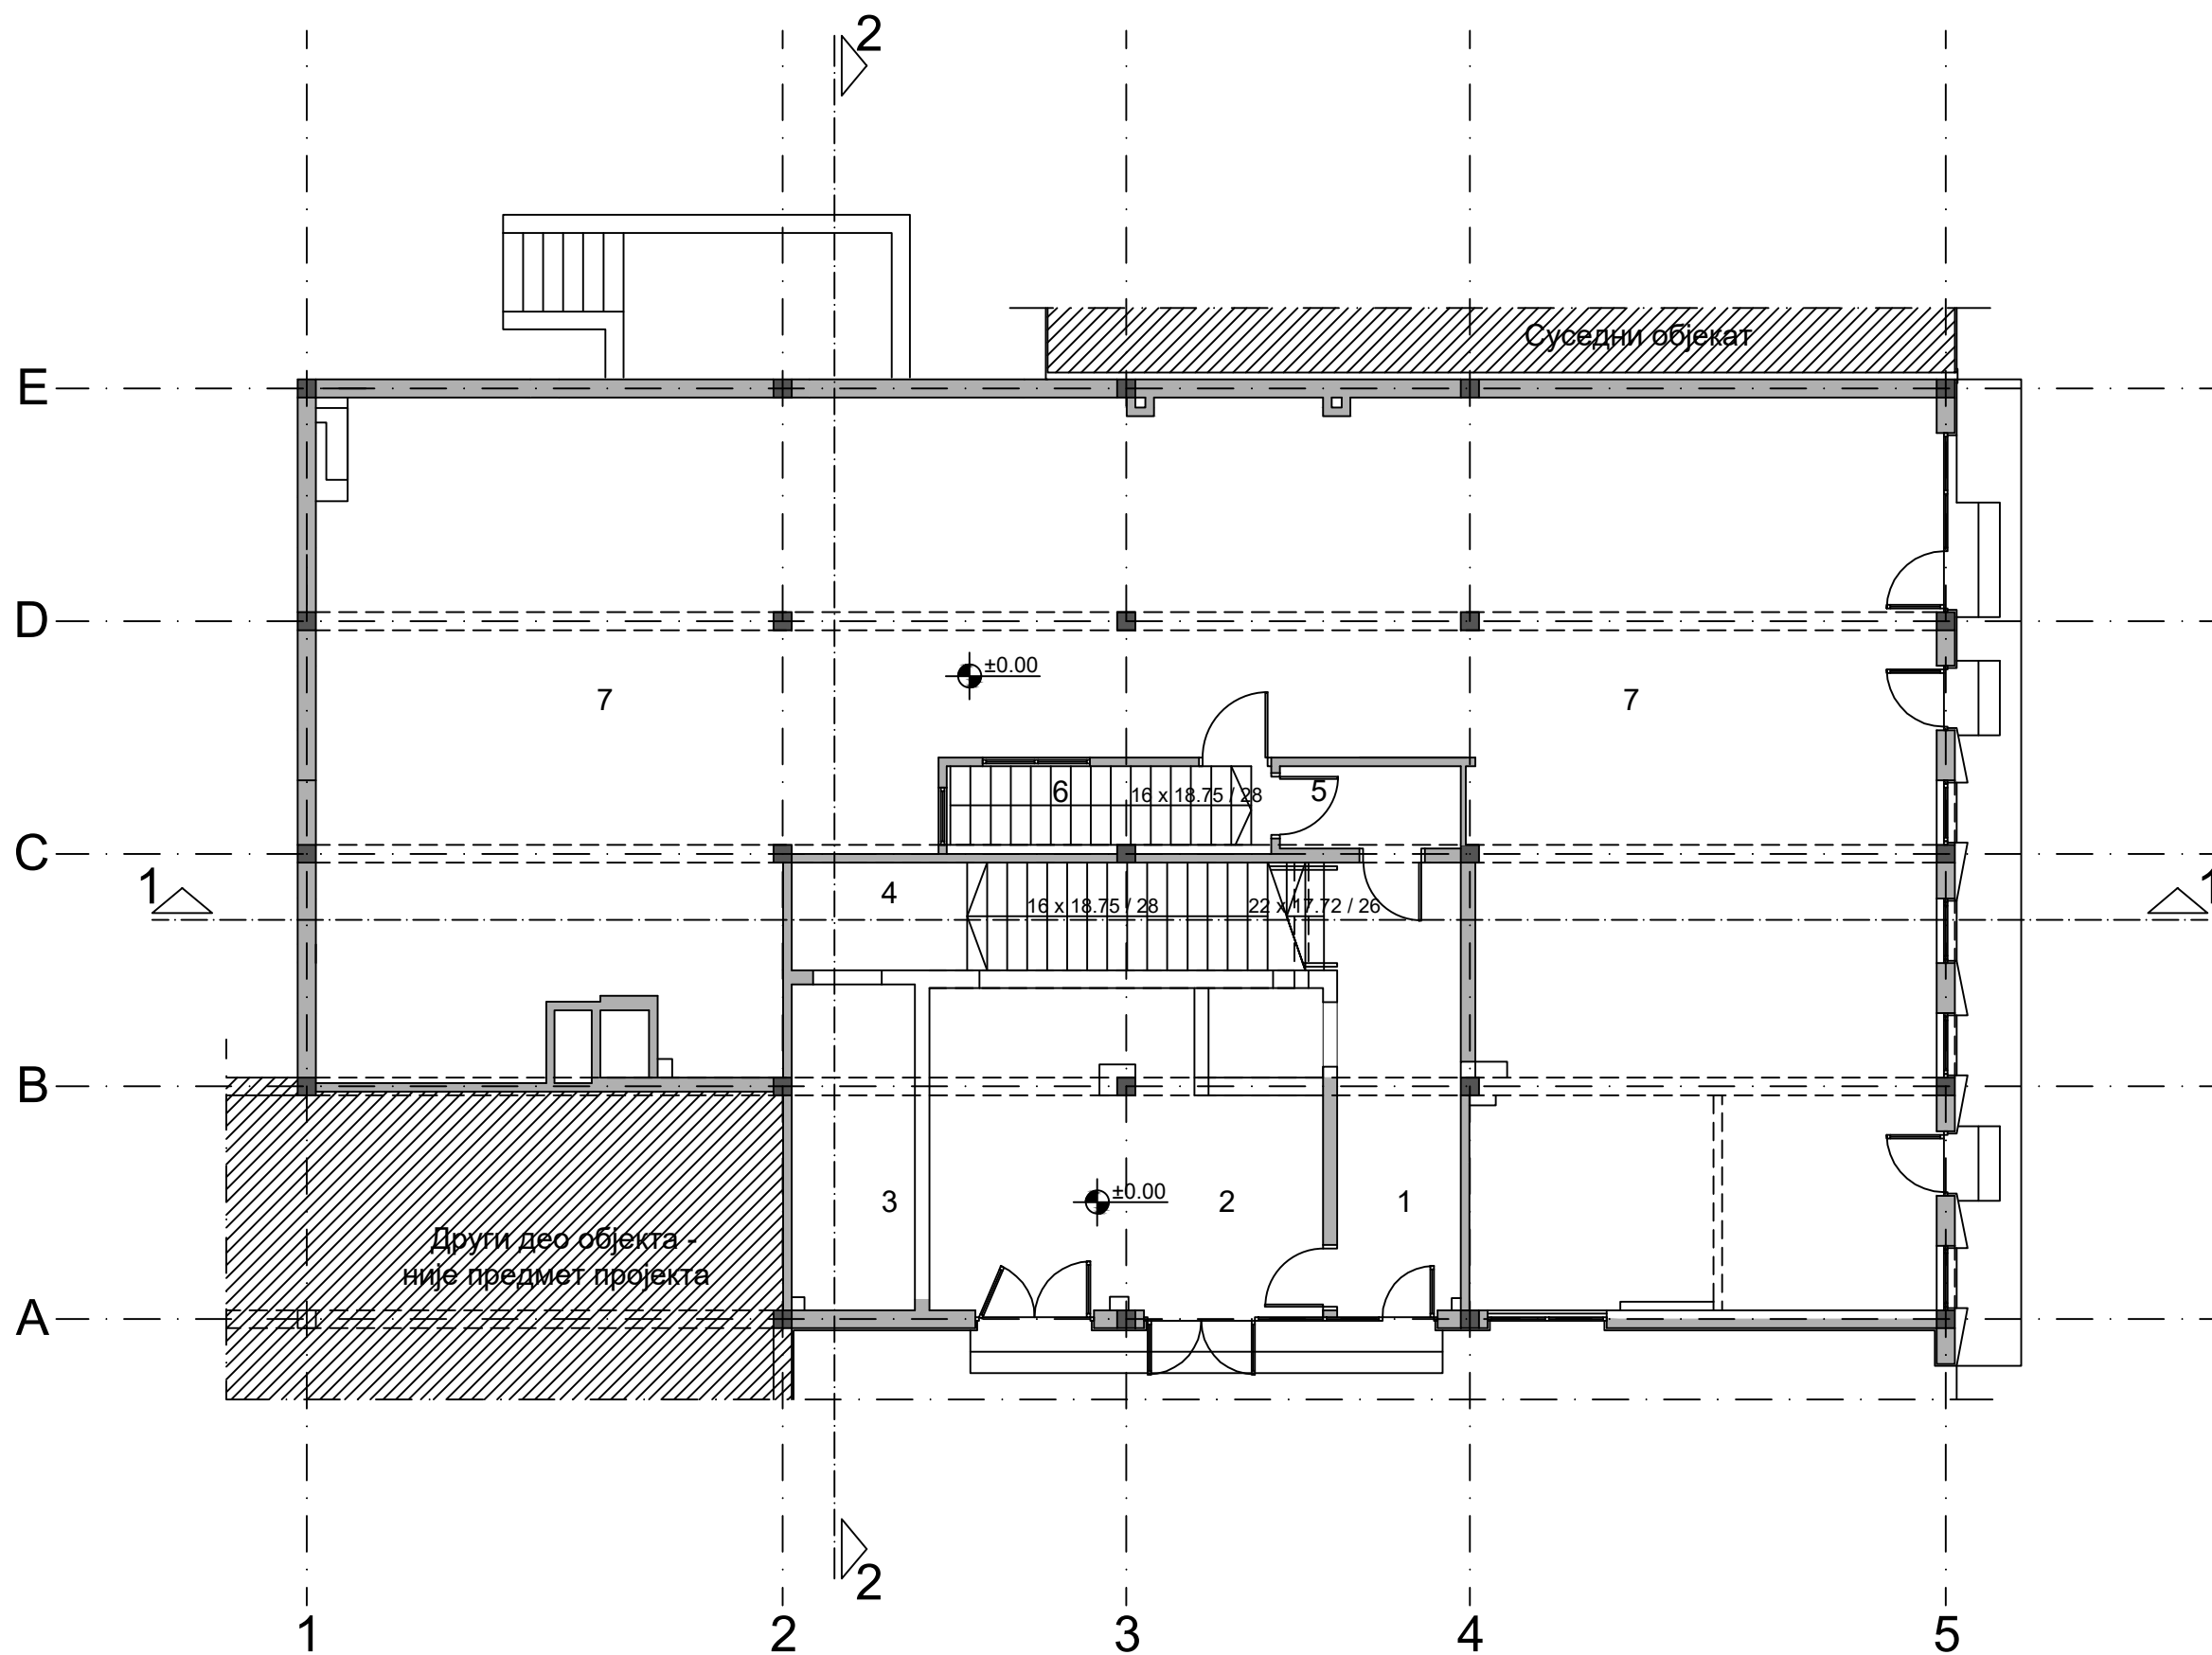 2
Суседни објекат
E
D
±0.00
7
7
6
16 x 18.75 / 28
5
C
1
1
4
16 x 18.75 / 28
22 x 17.72 / 26
B
±0.00
3
2
1
Други део објекта -
није предмет пројекта
A
2
1
2
3
4
5